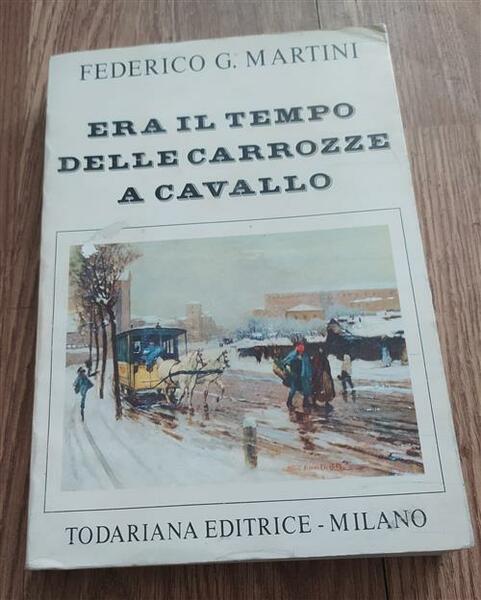 FEDERICO G. MARTINI
ERA IL TEMPO
DELLE CARROZZE
A CAVALLO
TODARIANA EDITRICE - MILANO